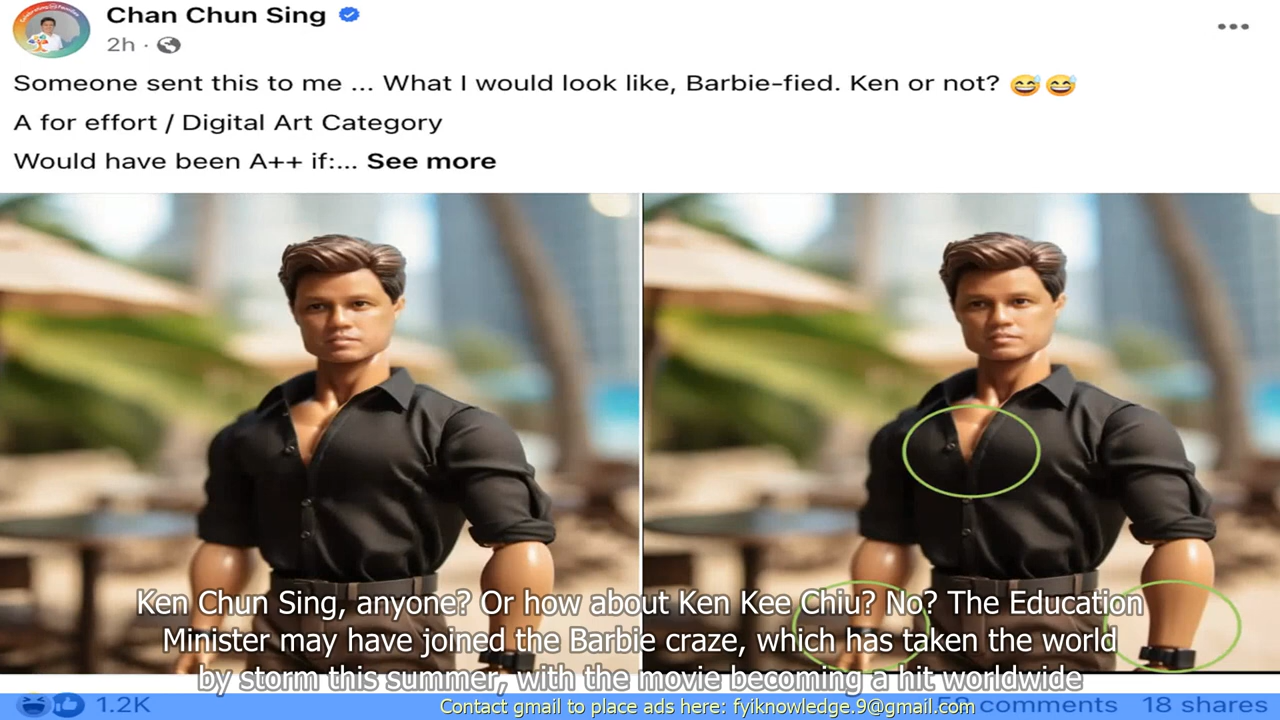 Chan Chun Sing
2h ·
Someone sent this to me ... What I would look like, Barbie-fied. Ken or not? 😅😅
A for effort / Digital Art Category
Would have been A++ if:... See more
Ken Chun Sing, anyone? Or how about Ken Kee Chiu? No? The Education
Minister may have joined the Barbie craze, which has taken the world
by storm this summer, with the movie becoming a hit worldwide
1.2K comments 18 shares
Contact gmail to place ads here: fyiknowledge.9@gmail.com